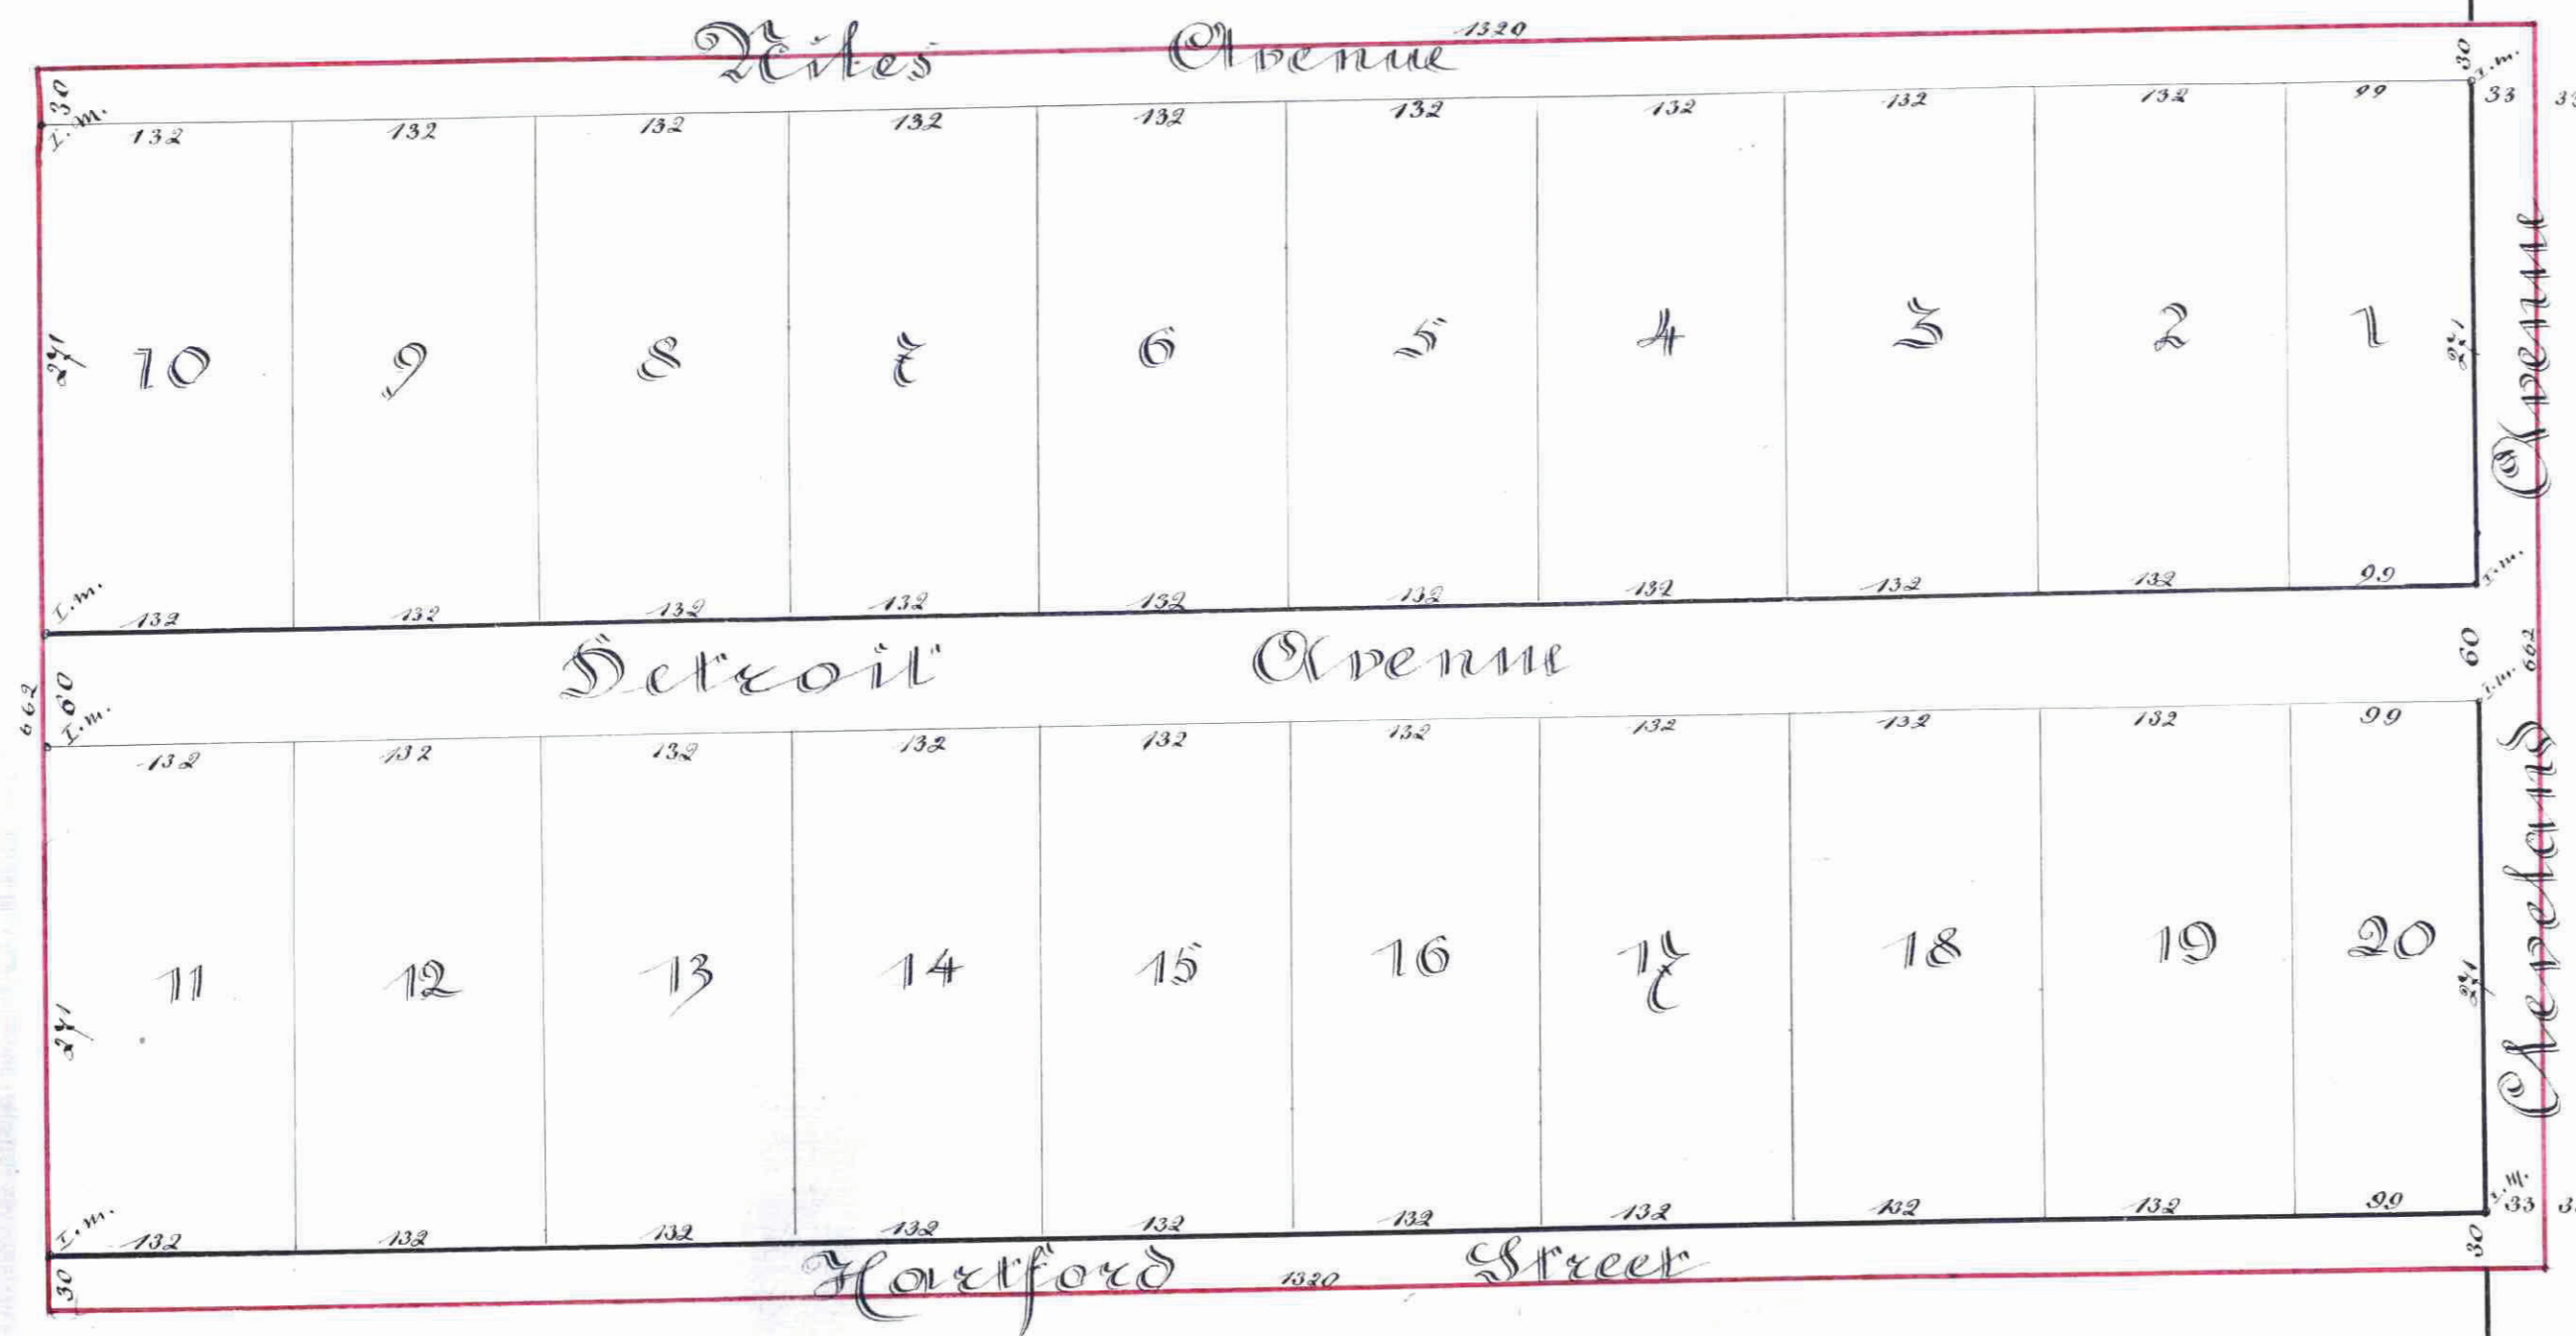 Niles Avenue 1320
30 30
I.m. I.m.
132 132 132 132 132 132 132 132 132 99 33
271 10 9 8 7 6 5 4 3 2 1 271
I.m. I.m.
132 132 132 132 132 132 132 132 132 99
Detroit Avenue
662 60 60 662
I.m. I.m.
132 132 132 132 132 132 132 132 132 99
Cleveland Avenue
271 11 12 13 14 15 16 17 18 19 20 271
I.m. I.M.
132 132 132 132 132 132 132 132 132 99 33
30 Hartford 1320 Street 30